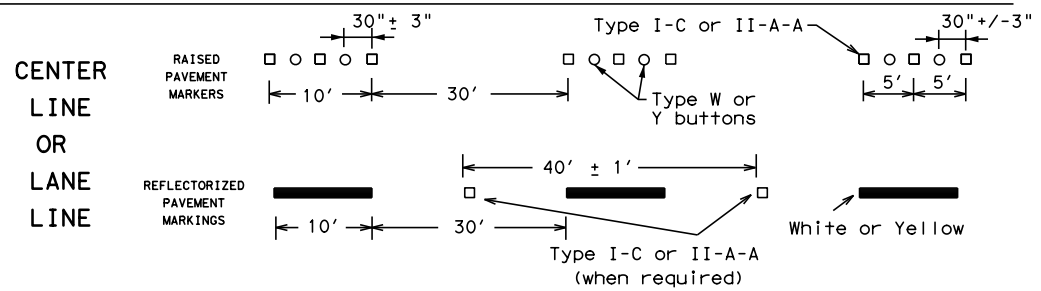 CENTER
LINE
OR
LANE
LINE
RAISED
PAVEMENT
MARKERS
30"± 3"
10'
30'
Type I-C or II-A-A
Type W or
Y buttons
30"+/-3"
5'
5'
REFLECTORIZED
PAVEMENT
MARKINGS
40' ± 1'
10'
30'
Type I-C or II-A-A
(when required)
White or Yellow